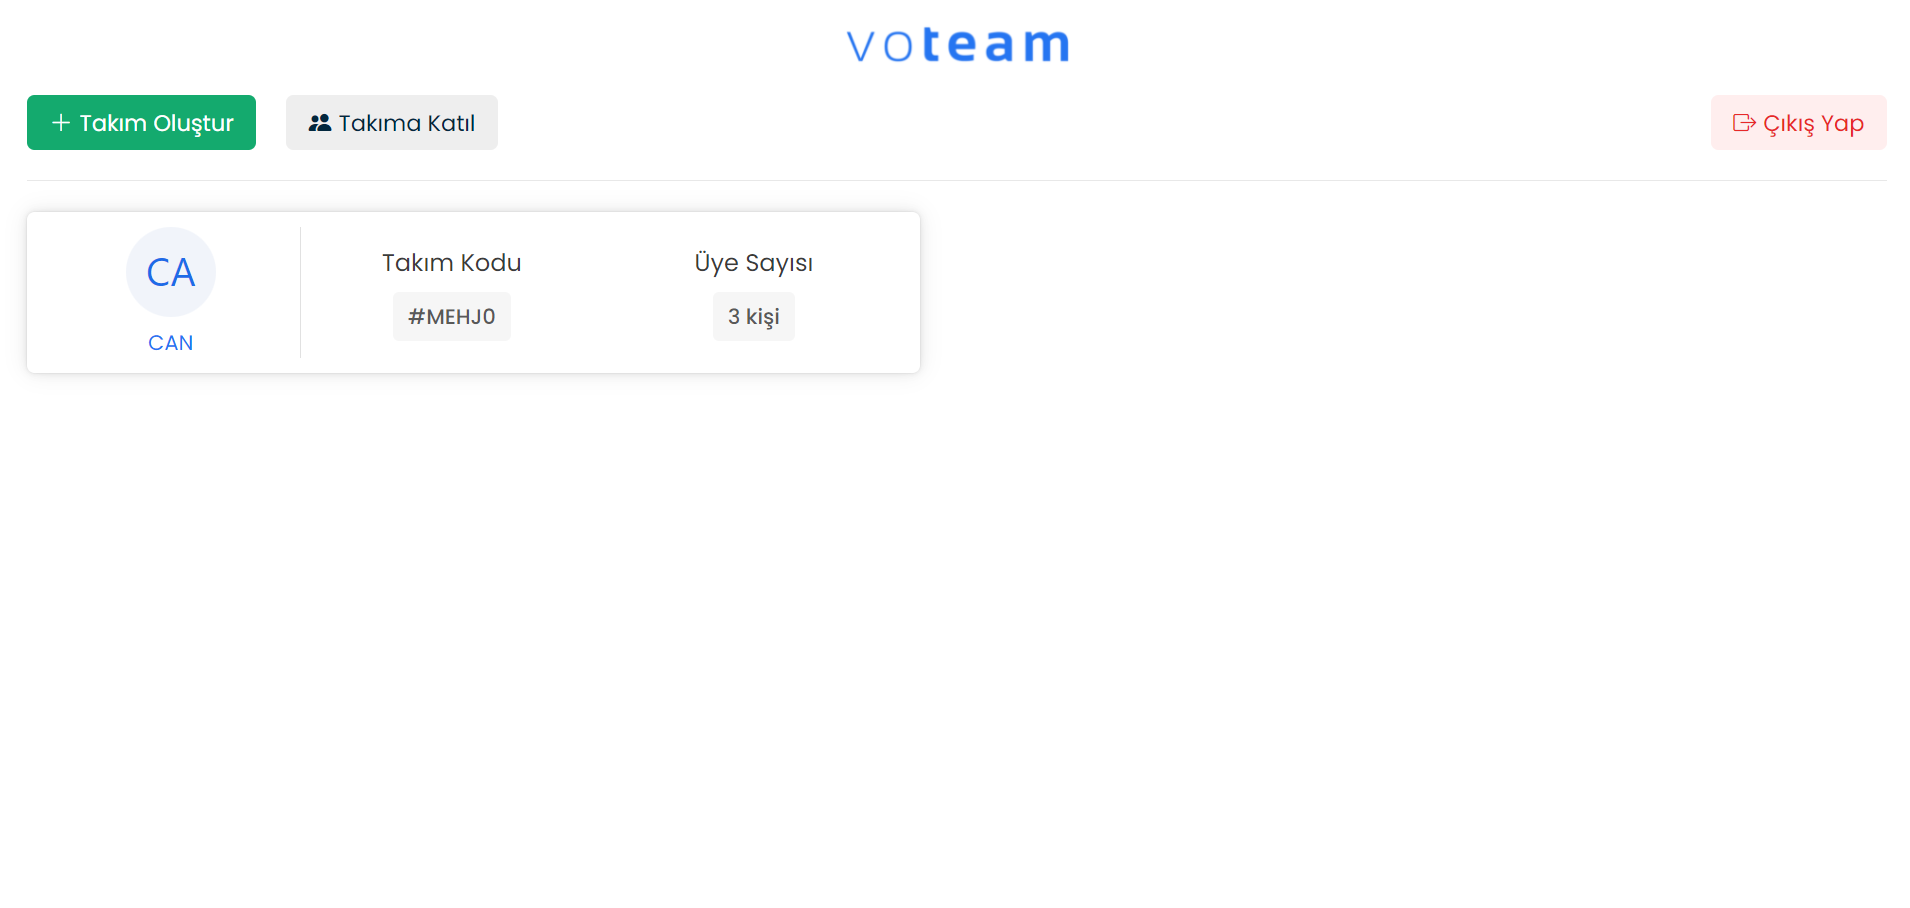 voteam
Takım Oluştur
Takıma Katıl
Çıkış Yap
CA
CAN
Takım Kodu
#MEHJ0
Üye Sayısı
3 kişi